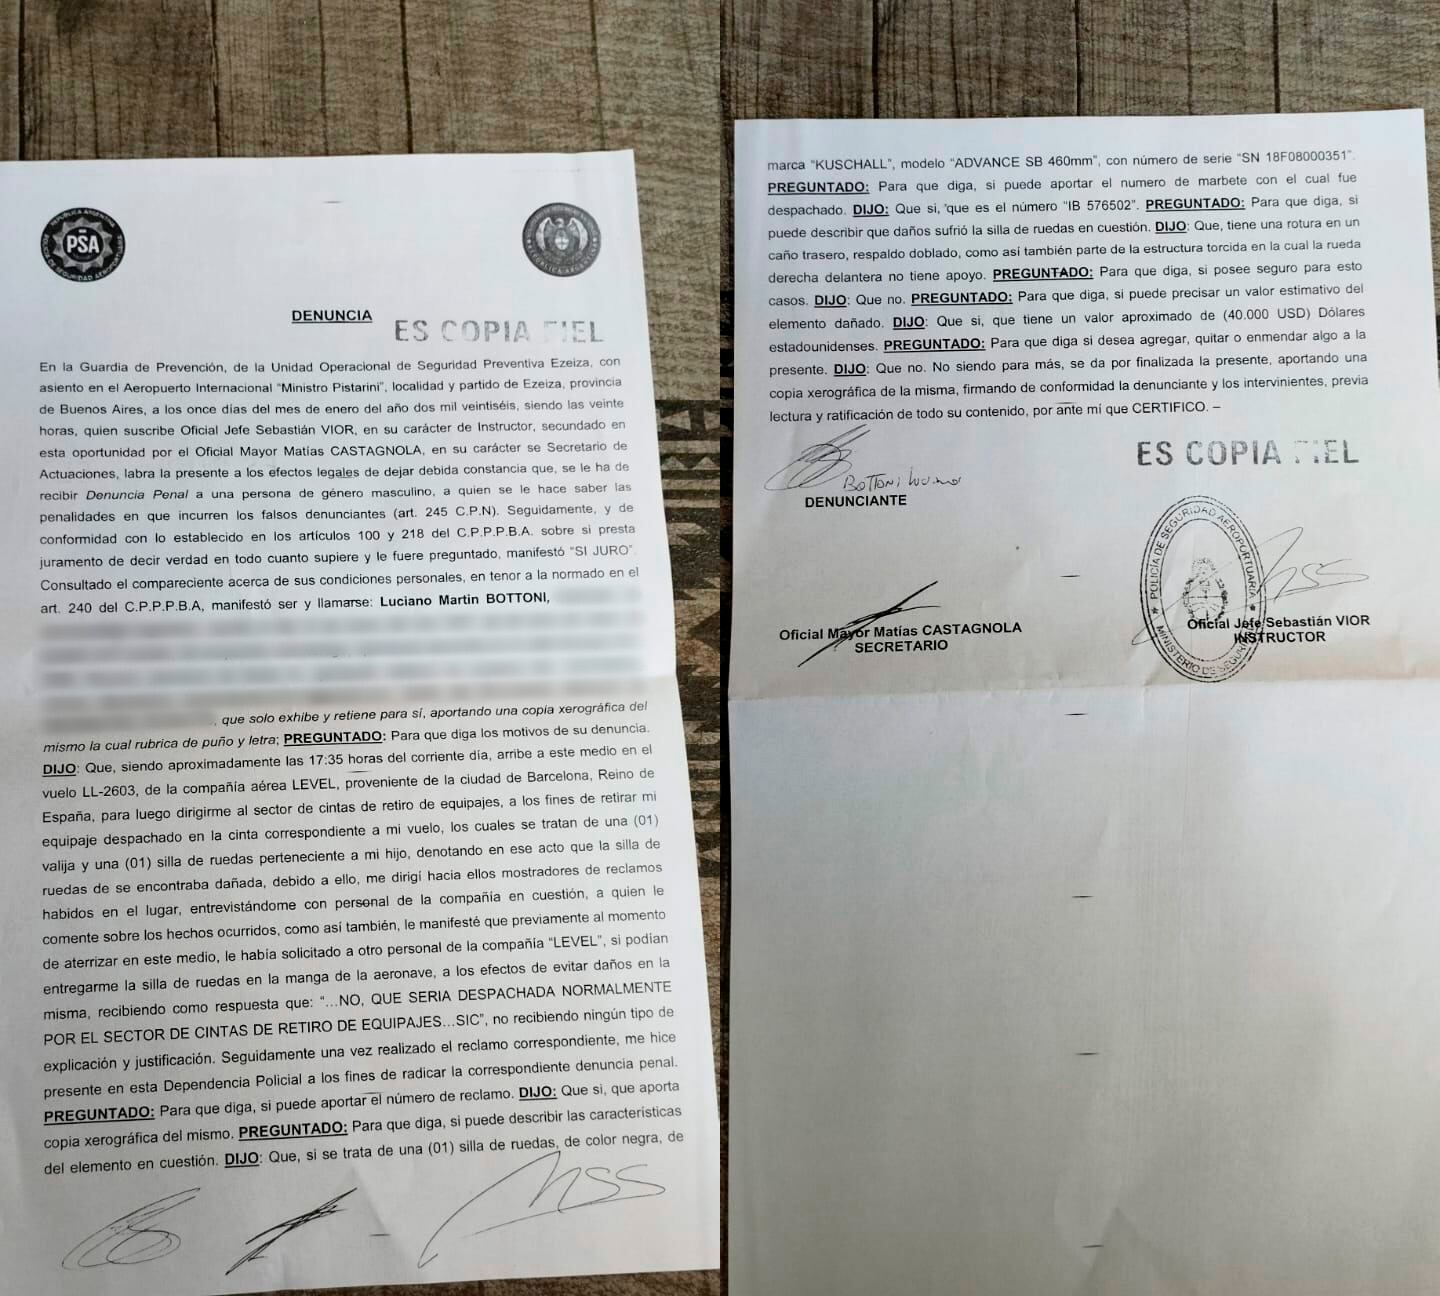 REPUBLICA ARGENTINA
PSA
POLICIA DE SEGURIDAD AEROPORTUARIA
REPUBLICA ARGENTINA
DENUNCIA
ES COPIA FIEL
En la Guardia de Prevención, de la Unidad Operacional de Seguridad Preventiva Ezeiza, con
asiento en el Aeropuerto Internacional "Ministro Pistarini", localidad y partido de Ezeiza, provincia
de Buenos Aires, a los once días del mes de enero del año dos mil veintiséis, siendo las veinte
horas, quien suscribe Oficial Jefe Sebastián VIOR, en su carácter de Instructor, secundado en
esta oportunidad por el Oficial Mayor Matías CASTAGNOLA, en su carácter se Secretario de
Actuaciones, labra la presente a los efectos legales de dejar debida constancia que, se le ha de
recibir Denuncia Penal a una persona de género masculino, a quien se le hace saber las
penalidades en que incurren los falsos denunciantes (art. 245 C.P.N). Seguidamente, y de
conformidad con lo establecido en los artículos 100 y 218 del C.P.P.P.B.A. sobre si presta
juramento de decir verdad en todo cuanto supiere y le fuere preguntado, manifestó "SI JURO".
Consultado el compareciente acerca de sus condiciones personales, en tenor a la normado en el
art. 240 del C.P.P.P.B.A, manifestó ser y llamarse: Luciano Martin BOTTONI,
, que solo exhibe y retiene para sí, aportando una copia xerográfica del
mismo la cual rubrica de puño y letra; PREGUNTADO: Para que diga los motivos de su denuncia.
DIJO: Que, siendo aproximadamente las 17:35 horas del corriente día, arribe a este medio en el
vuelo LL-2603, de la compañía aérea LEVEL, proveniente de la ciudad de Barcelona, Reino de
España, para luego dirigirme al sector de cintas de retiro de equipajes, a los fines de retirar mi
equipaje despachado en la cinta correspondiente a mi vuelo, los cuales se tratan de una (01)
valija y una (01) silla de ruedas perteneciente a mi hijo, denotando en ese acto que la silla de
ruedas de se encontraba dañada, debido a ello, me dirigí hacia ellos mostradores de reclamos
habidos en el lugar, entrevistándome con personal de la compañía en cuestión, a quien le
comente sobre los hechos ocurridos, como así también, le manifesté que previamente al momento
de aterrizar en este medio, le había solicitado a otro personal de la compañía "LEVEL", si podían
entregarme la silla de ruedas en la manga de la aeronave, a los efectos de evitar daños en la
misma, recibiendo como respuesta que: "...NO, QUE SERIA DESPACHADA NORMALMENTE
POR EL SECTOR DE CINTAS DE RETIRO DE EQUIPAJES...SIC", no recibiendo ningún tipo de
explicación y justificación. Seguidamente una vez realizado el reclamo correspondiente, me hice
presente en esta Dependencia Policial a los fines de radicar la correspondiente denuncia penal.
PREGUNTADO: Para que diga, si puede aportar el número de reclamo. DIJO: Que si, que aporta
copia xerográfica del mismo. PREGUNTADO: Para que diga, si puede describir las características
del elemento en cuestión. DIJO: Que, si se trata de una (01) silla de ruedas, de color negra, de
marca "KUSCHALL", modelo "ADVANCE SB 460mm", con número de serie "SN 18F08000351".
PREGUNTADO: Para que diga, si puede aportar el numero de marbete con el cual fue
despachado. DIJO: Que si, que es el número "IB 576502". PREGUNTADO: Para que diga, si
puede describir que daños sufrió la silla de ruedas en cuestión. DIJO: Que, tiene una rotura en un
caño trasero, respaldo doblado, como así también parte de la estructura torcida en la cual la rueda
derecha delantera no tiene apoyo. PREGUNTADO: Para que diga, si posee seguro para esto
casos. DIJO: Que no. PREGUNTADO: Para que diga, si puede precisar un valor estimativo del
elemento dañado. DIJO: Que si, que tiene un valor aproximado de (40.000 USD) Dólares
estadounidenses. PREGUNTADO: Para que diga si desea agregar, quitar o enmendar algo a la
presente. DIJO: Que no. No siendo para más, se da por finalizada la presente, aportando una
copia xerográfica de la misma, firmando de conformidad la denunciante y los intervinientes, previa
lectura y ratificación de todo su contenido, por ante mí que CERTIFICO. –
ES COPIA FIEL
BOTTONI Luciano
DENUNCIANTE
POLICÍA DE SEGURIDAD AEROPORTUARIA
MINISTERIO DE SEGURIDAD
Oficial Mayor Matías CASTAGNOLA
SECRETARIO
Oficial Jefe Sebastián VIOR
INSTRUCTOR